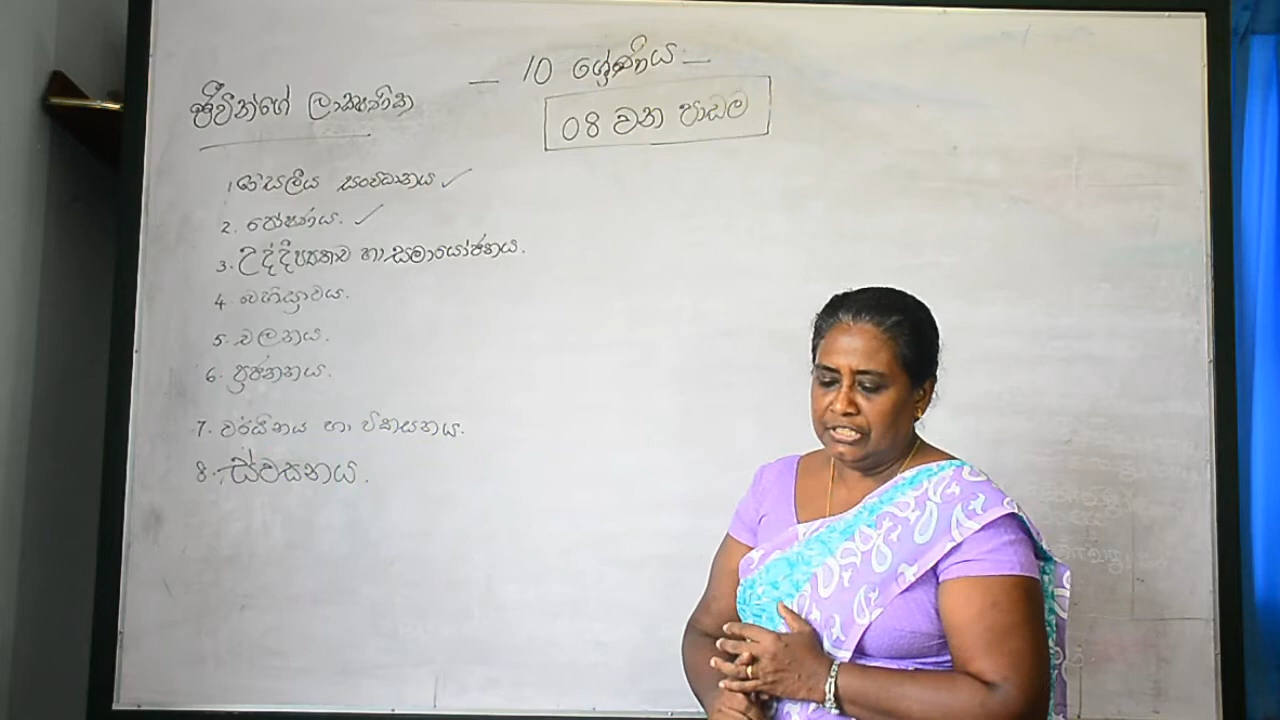 10 ශ්‍රේණිය
ජීවීන්ගේ ලාක්ෂණික
08 වන පාඩම
1. සෛලීය සංවිධානය ✓
2. පෝෂණය. ✓
3. උද්දීප්‍යතාව හා සමායෝජනය.
4. බහිස්‍රාවය.
5. චලනය.
6. ප්‍රජනනය.
7. වර්ධනය හා විකසනය.
8. ශ්වසනය.